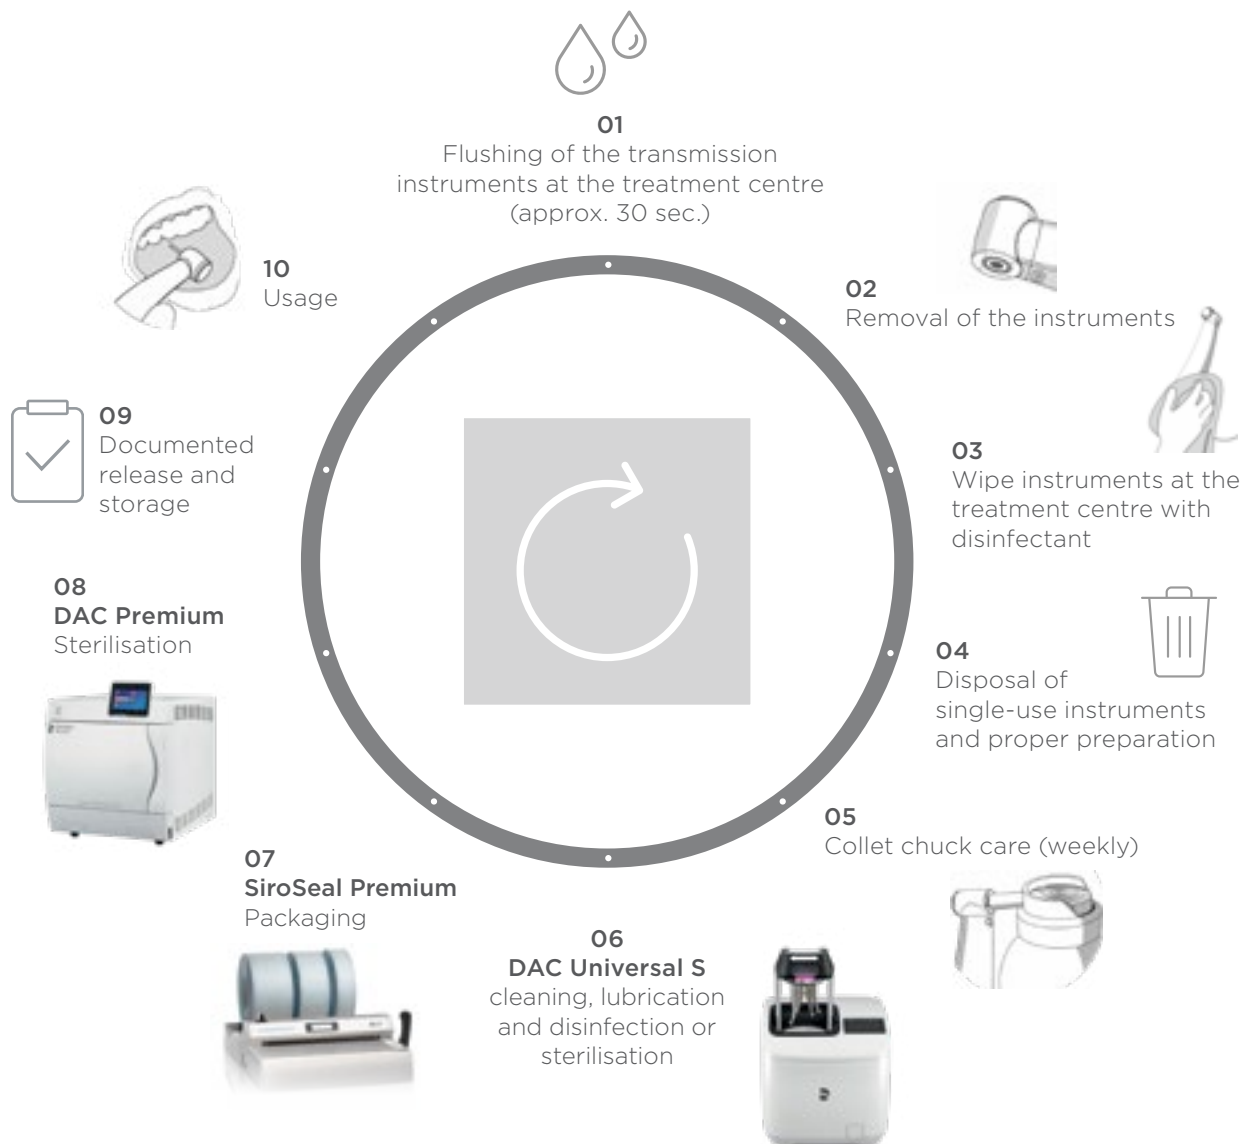 01
Flushing of the transmission
instruments at the treatment centre
(approx. 30 sec.)
02
Removal of the instruments
03
Wipe instruments at the
treatment centre with
disinfectant
04
Disposal of
single-use instruments
and proper preparation
05
Collet chuck care (weekly)
06
DAC Universal S
cleaning, lubrication
and disinfection or
sterilisation
07
SiroSeal Premium
Packaging
08
DAC Premium
Sterilisation
09
Documented
release and
storage
10
Usage